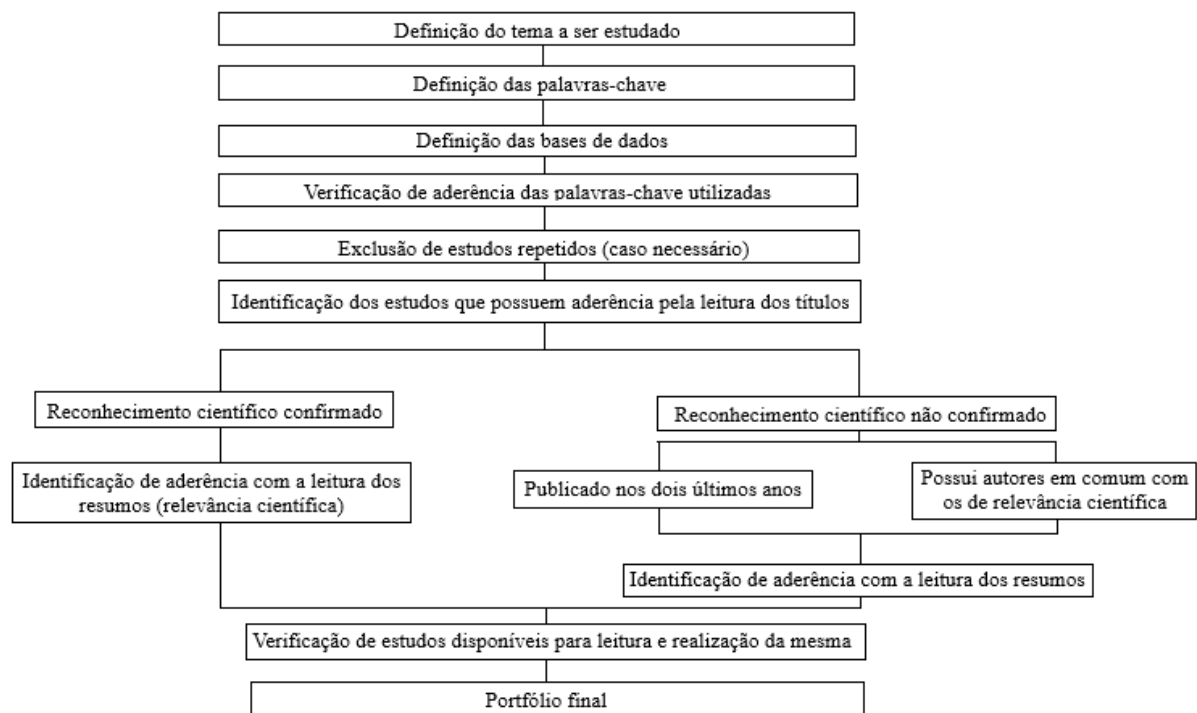 Definição do tema a ser estudado
Definição das palavras-chave
Definição das bases de dados
Verificação de aderência das palavras-chave utilizadas
Exclusão de estudos repetidos (caso necessário)
Identificação dos estudos que possuem aderência pela leitura dos títulos
Reconhecimento científico confirmado
Identificação de aderência com a leitura dos
resumos (relevância científica)
Reconhecimento científico não confirmado
Publicado nos dois últimos anos
Possui autores em comum com
os de relevância científica
Identificação de aderência com a leitura dos resumos
Verificação de estudos disponíveis para leitura e realização da mesma
Portfólio final